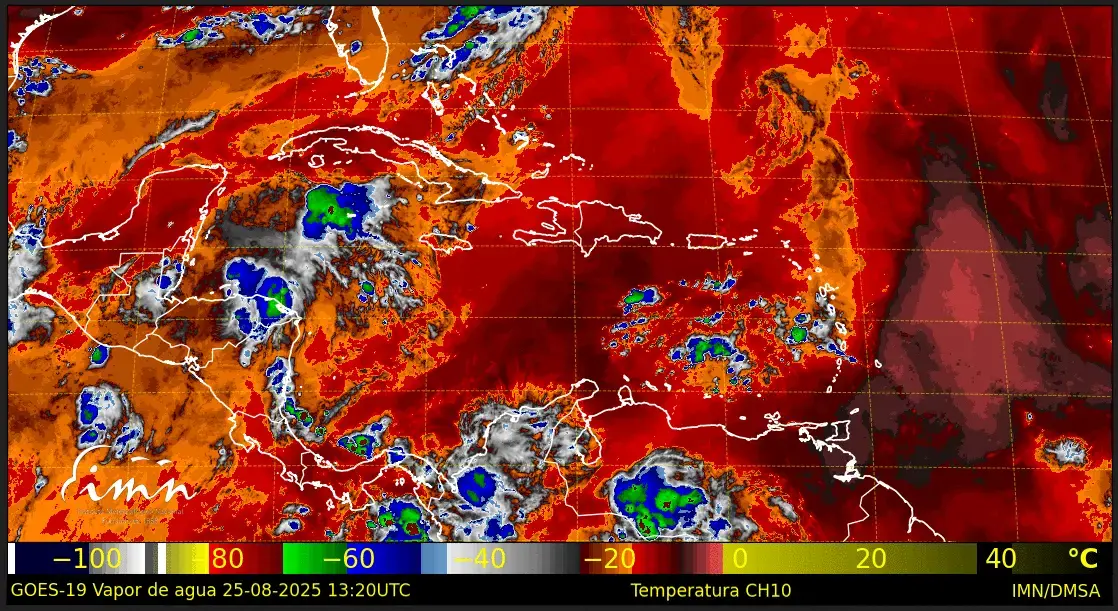 imn
−100 −80 −60 −40 −20 0 20 40 °C
GOES-19 Vapor de agua 25-08-2025 13:20UTC Temperatura CH10 IMN/DMSA